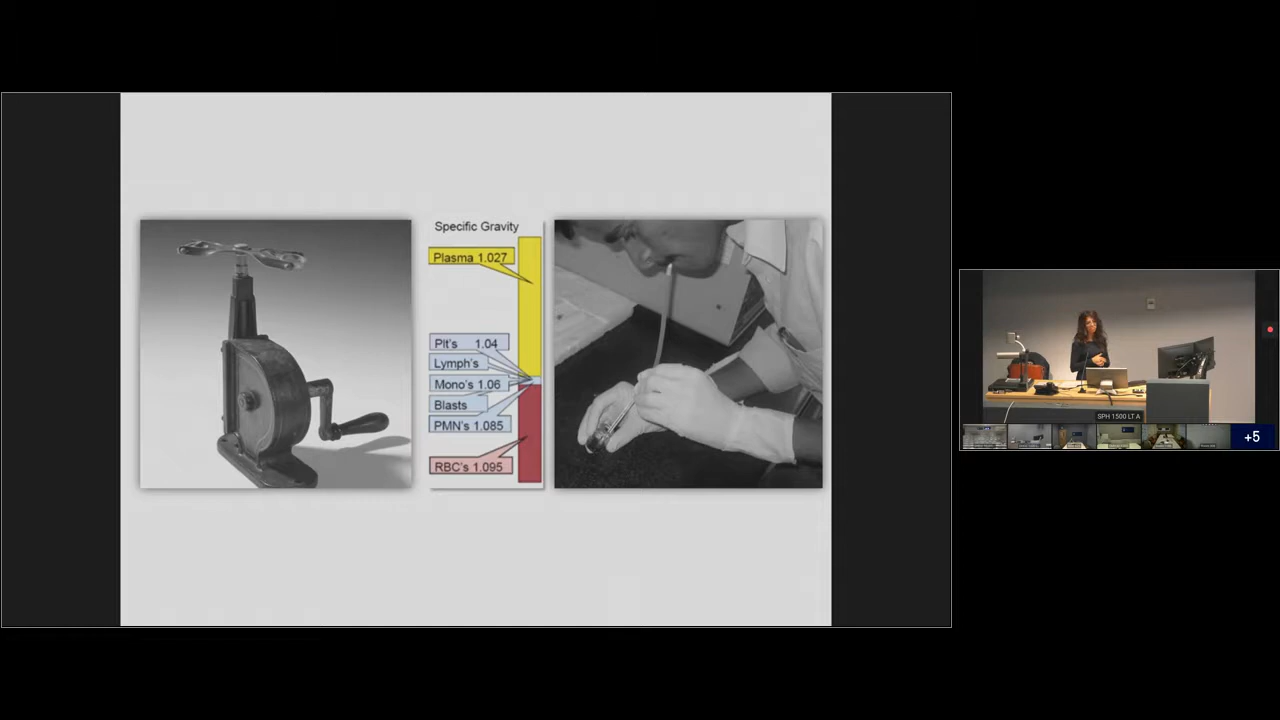 Specific Gravity
Plasma 1.027
Plt's 1.04
Lymph's
Mono's 1.06
Blasts
PMN's 1.085
RBC's 1.095
SPH 1500 LT A
+5